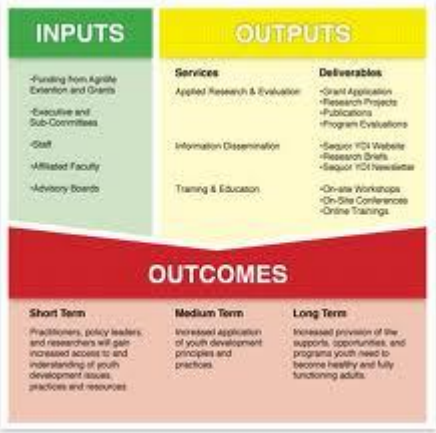 INPUTS
OUTPUTS
•Funding from Agrilife
Extention and Grants
•Executive and
Sub-Committees
•Staff
•Affiliated Faculty
•Advisory Boards
Services
Applied Research & Evaluation
Information Dissemination
Training & Education
Deliverables
•Grant Application
•Research Projects
•Publications
•Program Evaluations
•Sequor YDI Website
•Research Briefs
•Sequor YDI Newsletter
•On-site Workshops
•On-Site Conferences
•Online Trainings
OUTCOMES
Short Term
Practitioners, policy leaders,
and researchers will gain
increased access to and
inderstanding of youth
development issues,
practices and resources.
Medium Term
Increased application
of youth development
principles and
practices.
Long Term
Increased provision of the
supports, opportunities, and
programs youth need to
become healthy and fully
functioning adults.